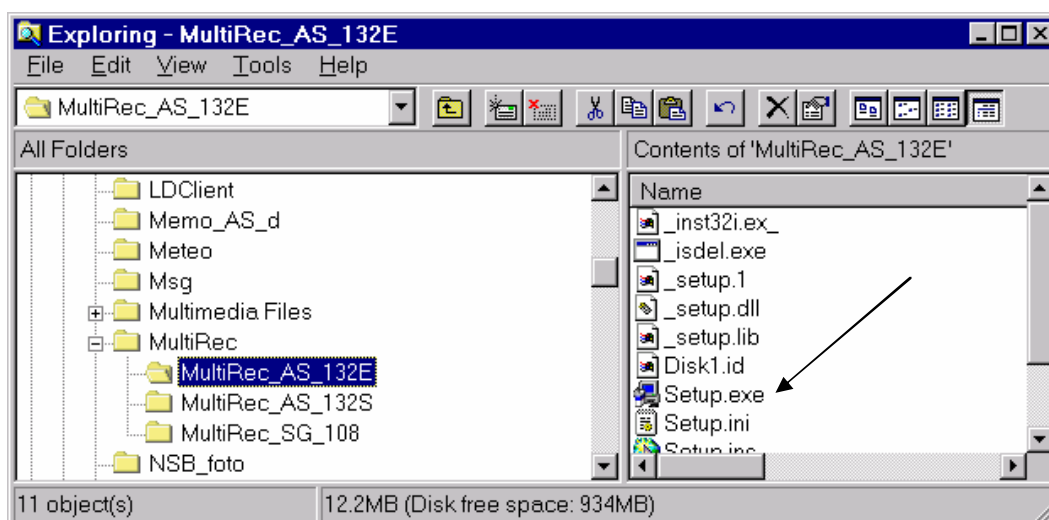 Exploring - MultiRec_AS_132E
File Edit View Tools Help
MultiRec_AS_132E
All Folders
Contents of 'MultiRec_AS_132E'
LDClient
Memo_AS_d
Meteo
Msg
Multimedia Files
MultiRec
MultiRec_AS_132E
MultiRec_AS_132S
MultiRec_SG_108
NSB_foto
Name
_inst32i.ex_
_isdel.exe
_setup.1
_setup.dll
_setup.lib
Disk1.id
Setup.exe
Setup.ini
Setup.ins
11 object(s)
12.2MB (Disk free space: 934MB)